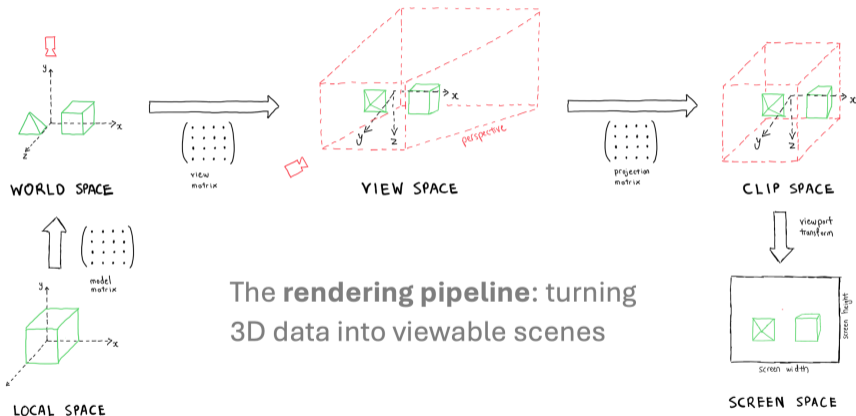 y
x
z
WORLD SPACE
view
matrix
x
y
z
perspective
VIEW SPACE
projection
matrix
x
y
z
CLIP SPACE
viewport
transform
model
matrix
y
x
LOCAL SPACE
The rendering pipeline: turning
3D data into viewable scenes
screen height
screen width
SCREEN SPACE